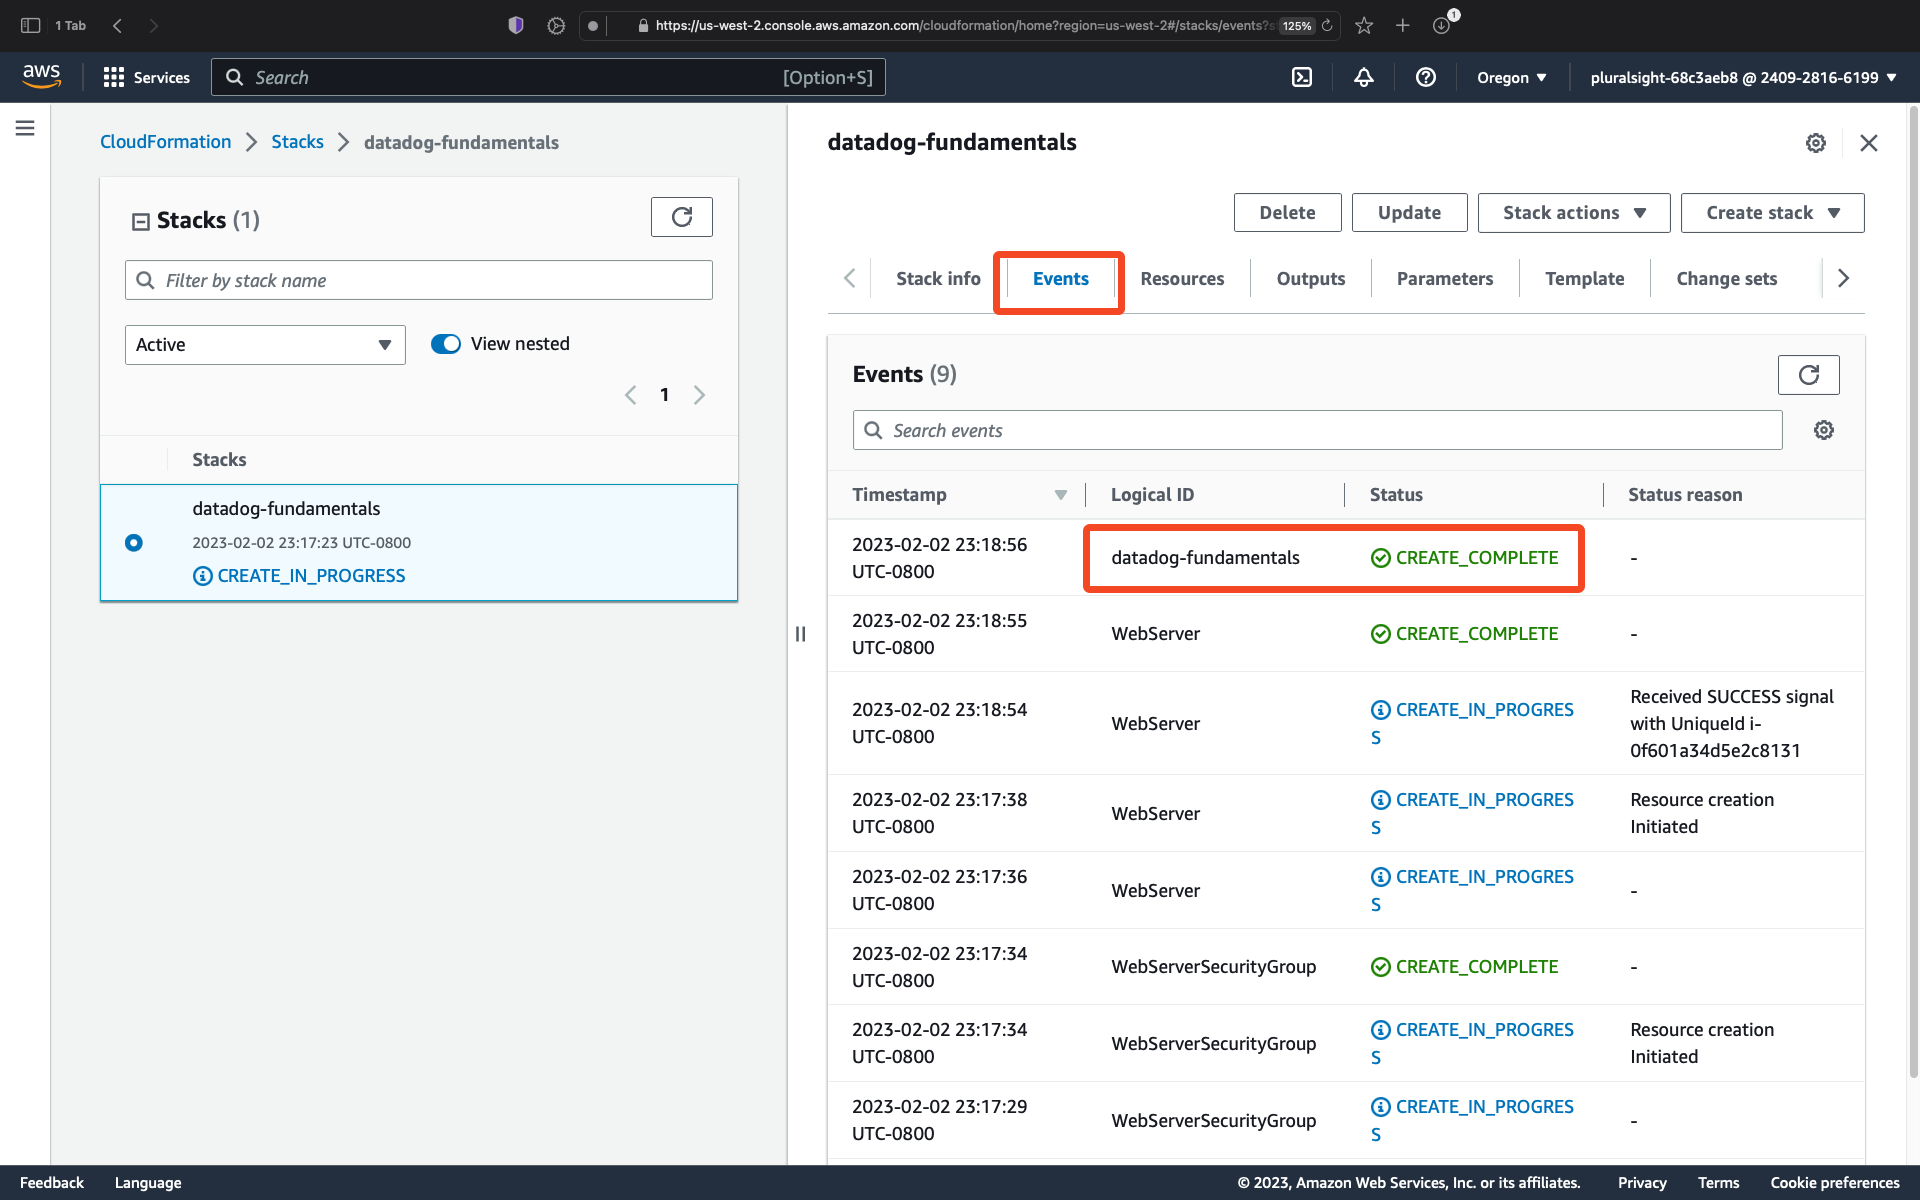 1 Tab
https://us-west-2.console.aws.amazon.com/cloudformation/home?region=us-west-2#/stacks/events?s 125%
1
aws Services Search [Option+S] Oregon pluralsight-68c3aeb8 @ 2409-2816-6199
CloudFormation > Stacks > datadog-fundamentals
Stacks (1)
Filter by stack name
Active View nested
1
Stacks
datadog-fundamentals
2023-02-02 23:17:23 UTC-0800
CREATE_IN_PROGRESS
datadog-fundamentals
Delete Update Stack actions Create stack
Stack info Events Resources Outputs Parameters Template Change sets
Events (9)
Search events
Timestamp Logical ID Status Status reason
2023-02-02 23:18:56
UTC-0800
datadog-fundamentals
CREATE_COMPLETE
-
2023-02-02 23:18:55
UTC-0800
WebServer
CREATE_COMPLETE
-
2023-02-02 23:18:54
UTC-0800
WebServer
CREATE_IN_PROGRES
S
Received SUCCESS signal
with UniqueId i-
0f601a34d5e2c8131
2023-02-02 23:17:38
UTC-0800
WebServer
CREATE_IN_PROGRES
S
Resource creation
Initiated
2023-02-02 23:17:36
UTC-0800
WebServer
CREATE_IN_PROGRES
S
-
2023-02-02 23:17:34
UTC-0800
WebServerSecurityGroup
CREATE_COMPLETE
-
2023-02-02 23:17:34
UTC-0800
WebServerSecurityGroup
CREATE_IN_PROGRES
S
Resource creation
Initiated
2023-02-02 23:17:29
UTC-0800
WebServerSecurityGroup
CREATE_IN_PROGRES
S
-
Feedback Language © 2023, Amazon Web Services, Inc. or its affiliates. Privacy Terms Cookie preferences